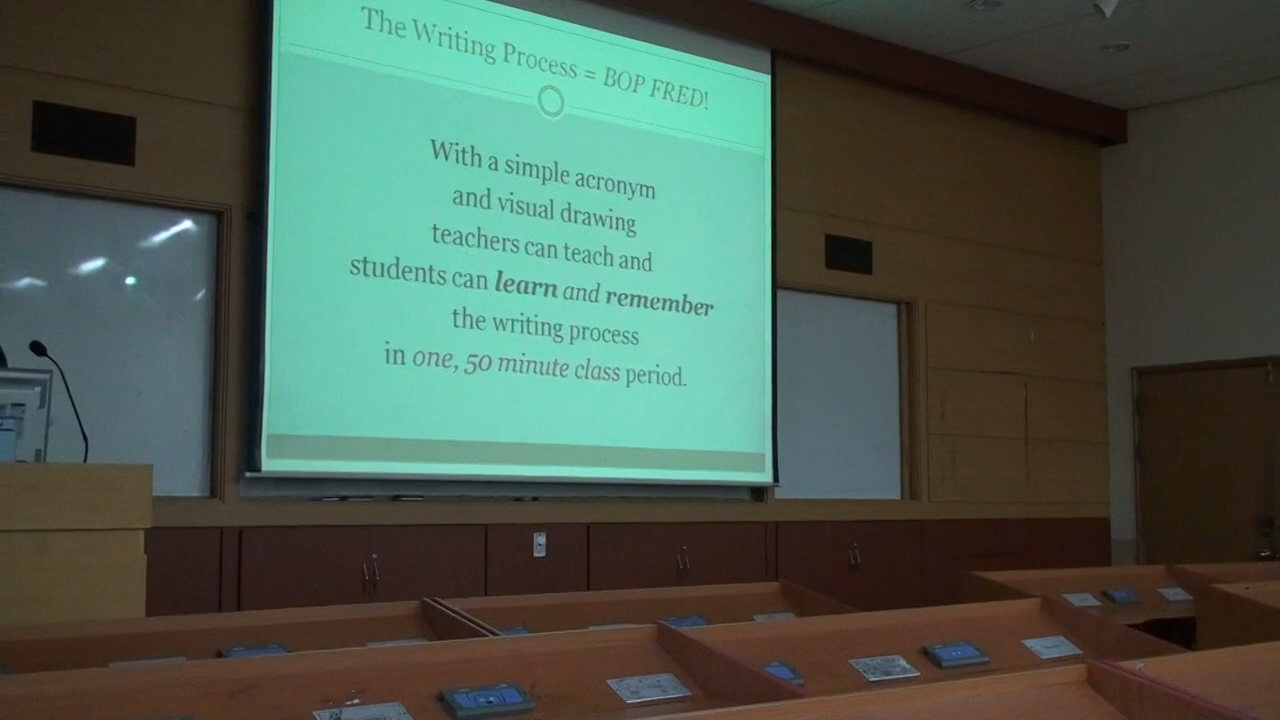 The Writing Process = BOP FRED!
With a simple acronym
and visual drawing
teachers can teach and
students can learn and remember
the writing process
in one, 50 minute class period.